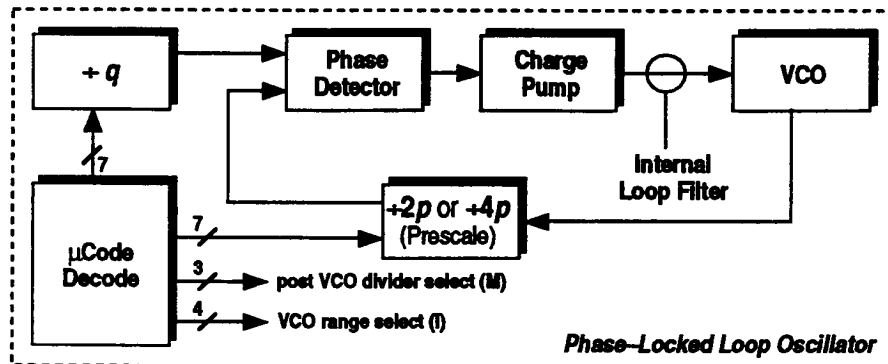 ÷ q
Phase
Detector
Charge
Pump
VCO
7
Internal
Loop Filter
μCode
Decode
7
÷2p or ÷4p
(Prescale)
3
post VCO divider select (M)
4
VCO range select (I)
Phase–Locked Loop Oscillator